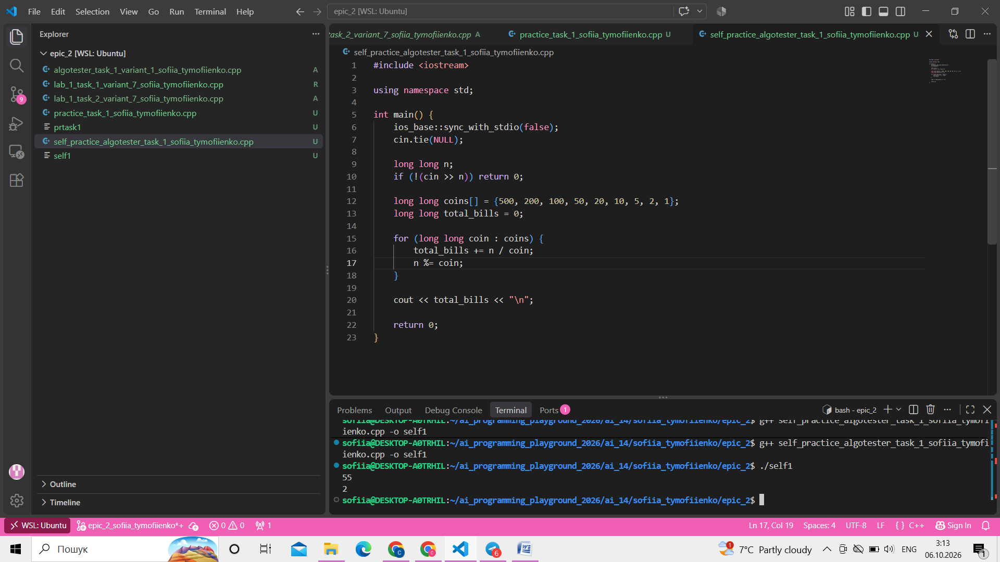 File Edit Selection View Go Run Terminal Help
epic_2 [WSL: Ubuntu]
Explorer
epic_2 [WSL: Ubuntu]
algotester_task_1_variant_1_sofiia_tymofiienko.cpp A
lab_1_task_1_variant_7_sofiia_tymofiienko.cpp R
lab_1_task_2_variant_7_sofiia_tymofiienko.cpp A
practice_task_1_sofiia_tymofiienko.cpp U
prtask1 U
self_practice_algotester_task_1_sofiia_tymofiienko.cpp U
self1 U
9
Outline
Timeline
task_2_variant_7_sofiia_tymofiienko.cpp A
practice_task_1_sofiia_tymofiienko.cpp U
self_practice_algotester_task_1_sofiia_tymofiienko.cpp U
self_practice_algotester_task_1_sofiia_tymofiienko.cpp
1 #include <iostream>
2
3 using namespace std;
4
5 int main() {
6 ios_base::sync_with_stdio(false);
7 cin.tie(NULL);
8
9 long long n;
10 if (!(cin >> n)) return 0;
11
12 long long coins[] = {500, 200, 100, 50, 20, 10, 5, 2, 1};
13 long long total_bills = 0;
14
15 for (long long coin : coins) {
16 total_bills += n / coin;
17 n %= coin;
18 }
19
20 cout << total_bills << "\n";
21
22 return 0;
23 }
Problems Output Debug Console Terminal Ports 1
bash - epic_2
sofiia@DESKTOP-A0TRHIL:~/ai_programming_playground_2026/ai_14/sofiia_tymofiienko/epic_2$ g++ self_practice_algotester_task_1_sofiia_tymofi
ienko.cpp -o self1
sofiia@DESKTOP-A0TRHIL:~/ai_programming_playground_2026/ai_14/sofiia_tymofiienko/epic_2$ g++ self_practice_algotester_task_1_sofiia_tymofi
ienko.cpp -o self1
sofiia@DESKTOP-A0TRHIL:~/ai_programming_playground_2026/ai_14/sofiia_tymofiienko/epic_2$ ./self1
55
2
sofiia@DESKTOP-A0TRHIL:~/ai_programming_playground_2026/ai_14/sofiia_tymofiienko/epic_2$
WSL: Ubuntu epic_2_sofiia_tymofiienko*+ 0 0 1
Ln 17, Col 19 Spaces: 4 UTF-8 LF { } C++ Sign In
Пошук
C
c
6
1
7°C Partly cloudy
ENG
3:13
06.10.2026
1